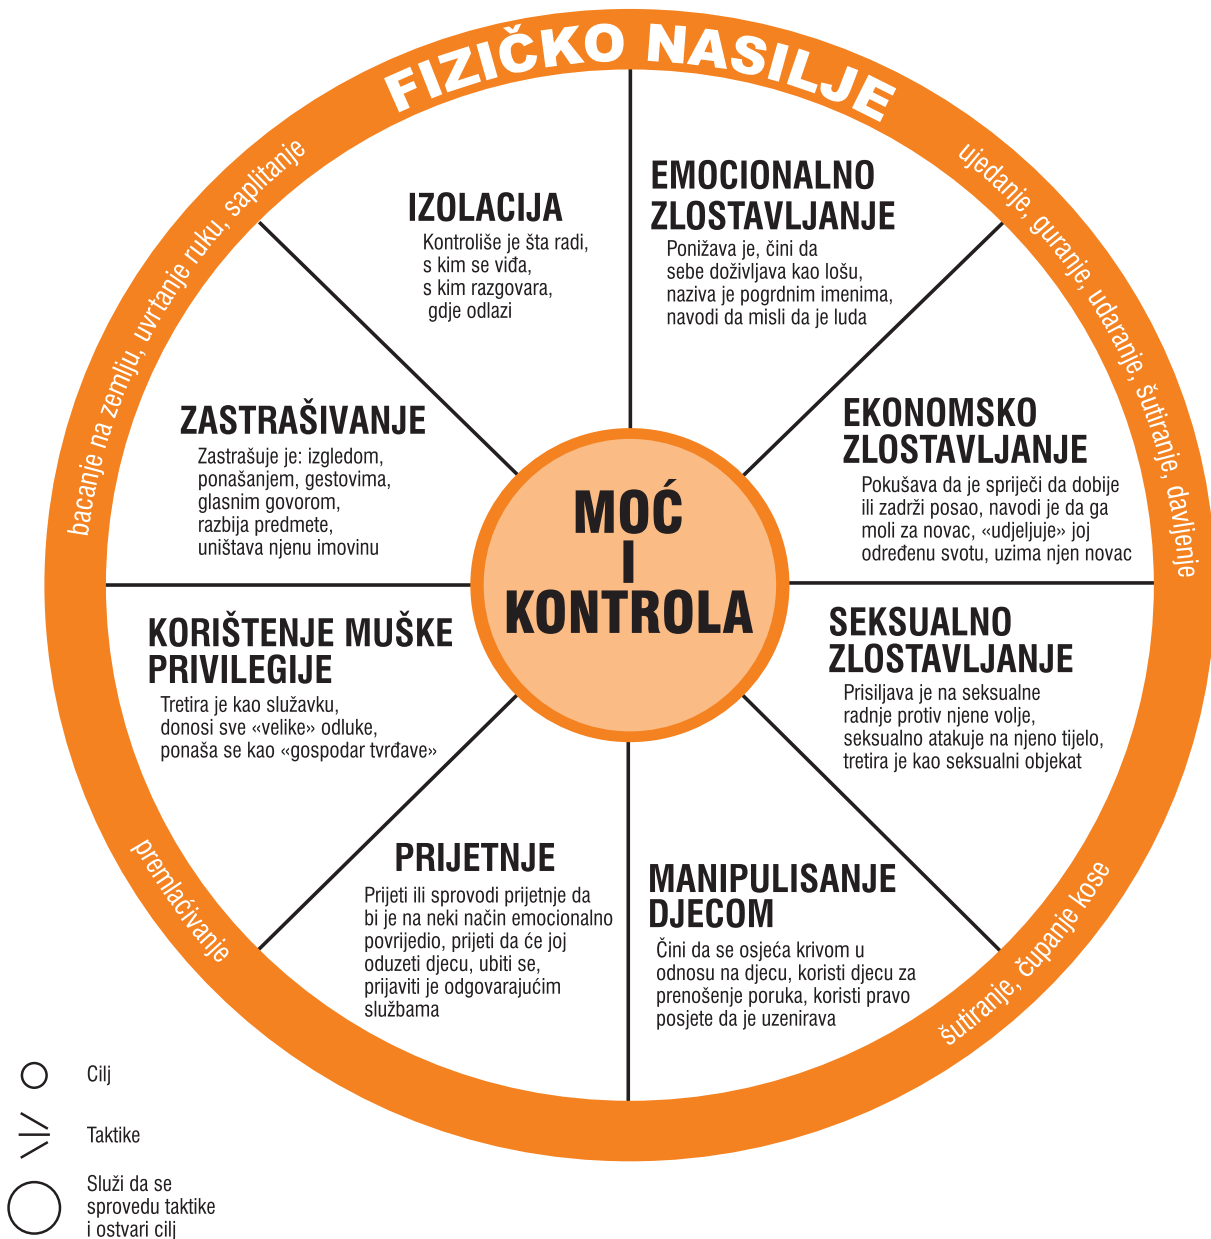 FIZIČKO NASILJE
bacanje na zemlju, uvrtanje ruku, saplitanje
ujedanje, guranje, udaranje, šutiranje, davljenje
IZOLACIJA
Kontroliše je šta radi,
s kim se viđa,
s kim razgovara,
gdje odlazi
EMOCIONALNO
ZLOSTAVLJANJE
Ponižava je, čini da
sebe doživljava kao lošu,
naziva je pogrdnim imenima,
navodi da misli da je luda
ZASTRAŠIVANJE
Zastrašuje je: izgledom,
ponašanjem, gestovima,
glasnim govorom,
razbija predmete,
uništava njenu imovinu
EKONOMSKO
ZLOSTAVLJANJE
Pokušava da je spriječi da dobije
ili zadrži posao, navodi je da ga
moli za novac, «udjeljuje» joj
određenu svotu, uzima njen novac
MOĆ
I
KONTROLA
KORIŠTENJE MUŠKE
PRIVILEGIJE
Tretira je kao služavku,
donosi sve «velike» odluke,
ponaša se kao «gospodar tvrđave»
SEKSUALNO
ZLOSTAVLJANJE
Prisiljava je na seksualne
radnje protiv njene volje,
seksualno atakuje na njeno tijelo,
tretira je kao seksualni objekat
PRIJETNJE
Prijeti ili sprovodi prijetnje da
bi je na neki način emocionalno
povrijedio, prijeti da će joj
oduzeti djecu, ubiti se,
prijaviti je odgovarajućim
službama
MANIPULISANJE
DJECOM
Čini da se osjeća krivom u
odnosu na djecu, koristi djecu za
prenošenje poruka, koristi pravo
posjete da je uzenirava
premlaćivanje
šutiranje, čupanje kose
Cilj
Taktike
Služi da se
sprovedu taktike
i ostvari cilj